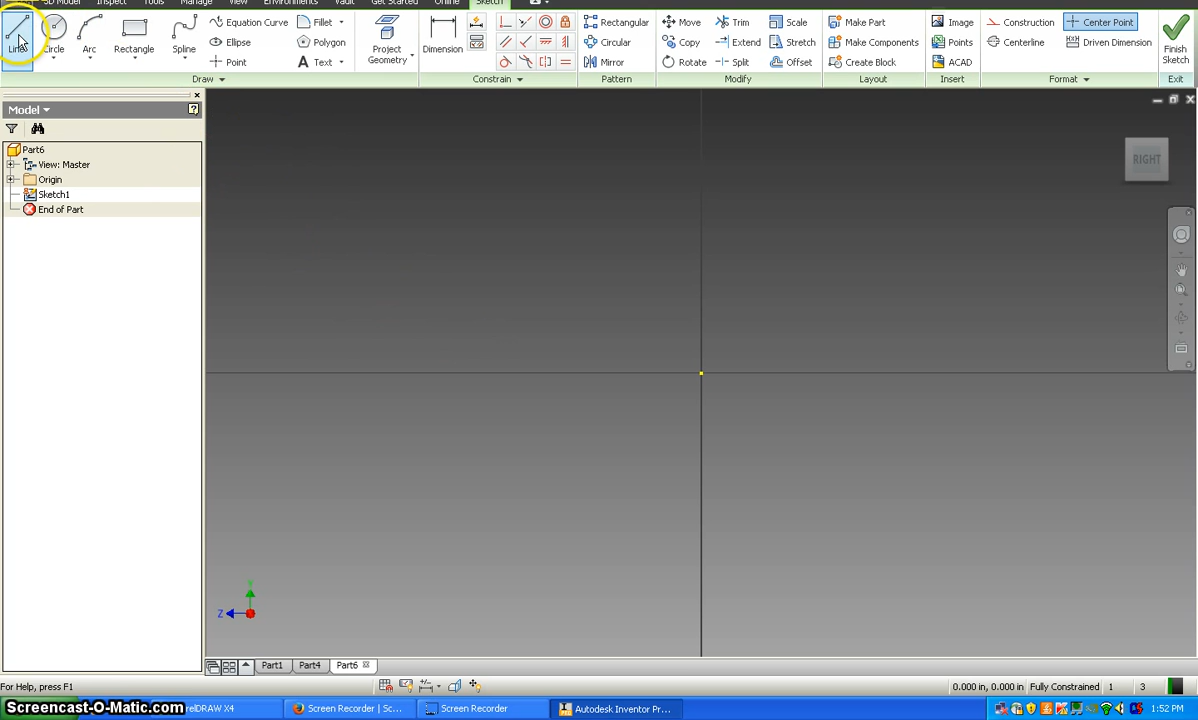 3D Model Inspect Tools Manage View Environments Vault Get Started Online Sketch
Line Circle Arc Rectangle Spline
Equation Curve Fillet
Ellipse Polygon
Point Text
Project Geometry
Dimension
Rectangular
Circular
Mirror
Move Trim Scale
Copy Extend Stretch
Rotate Split Offset
Make Part
Make Components
Create Block
Image
Points
ACAD
Construction Center Point
Centerline Driven Dimension
Finish Sketch
Draw Constrain Pattern Modify Layout Insert Format Exit
Model
Part6
View: Master
Origin
Sketch1
End of Part
RIGHT
Y
Z
Part1 Part4 Part6
For Help, press F1
0.000 in, 0.000 in Fully Constrained 1 3
Screencast-O-Matic.com
relDRAW X4 Screen Recorder | Sc... Screen Recorder Autodesk Inventor Pr... 1:52 PM